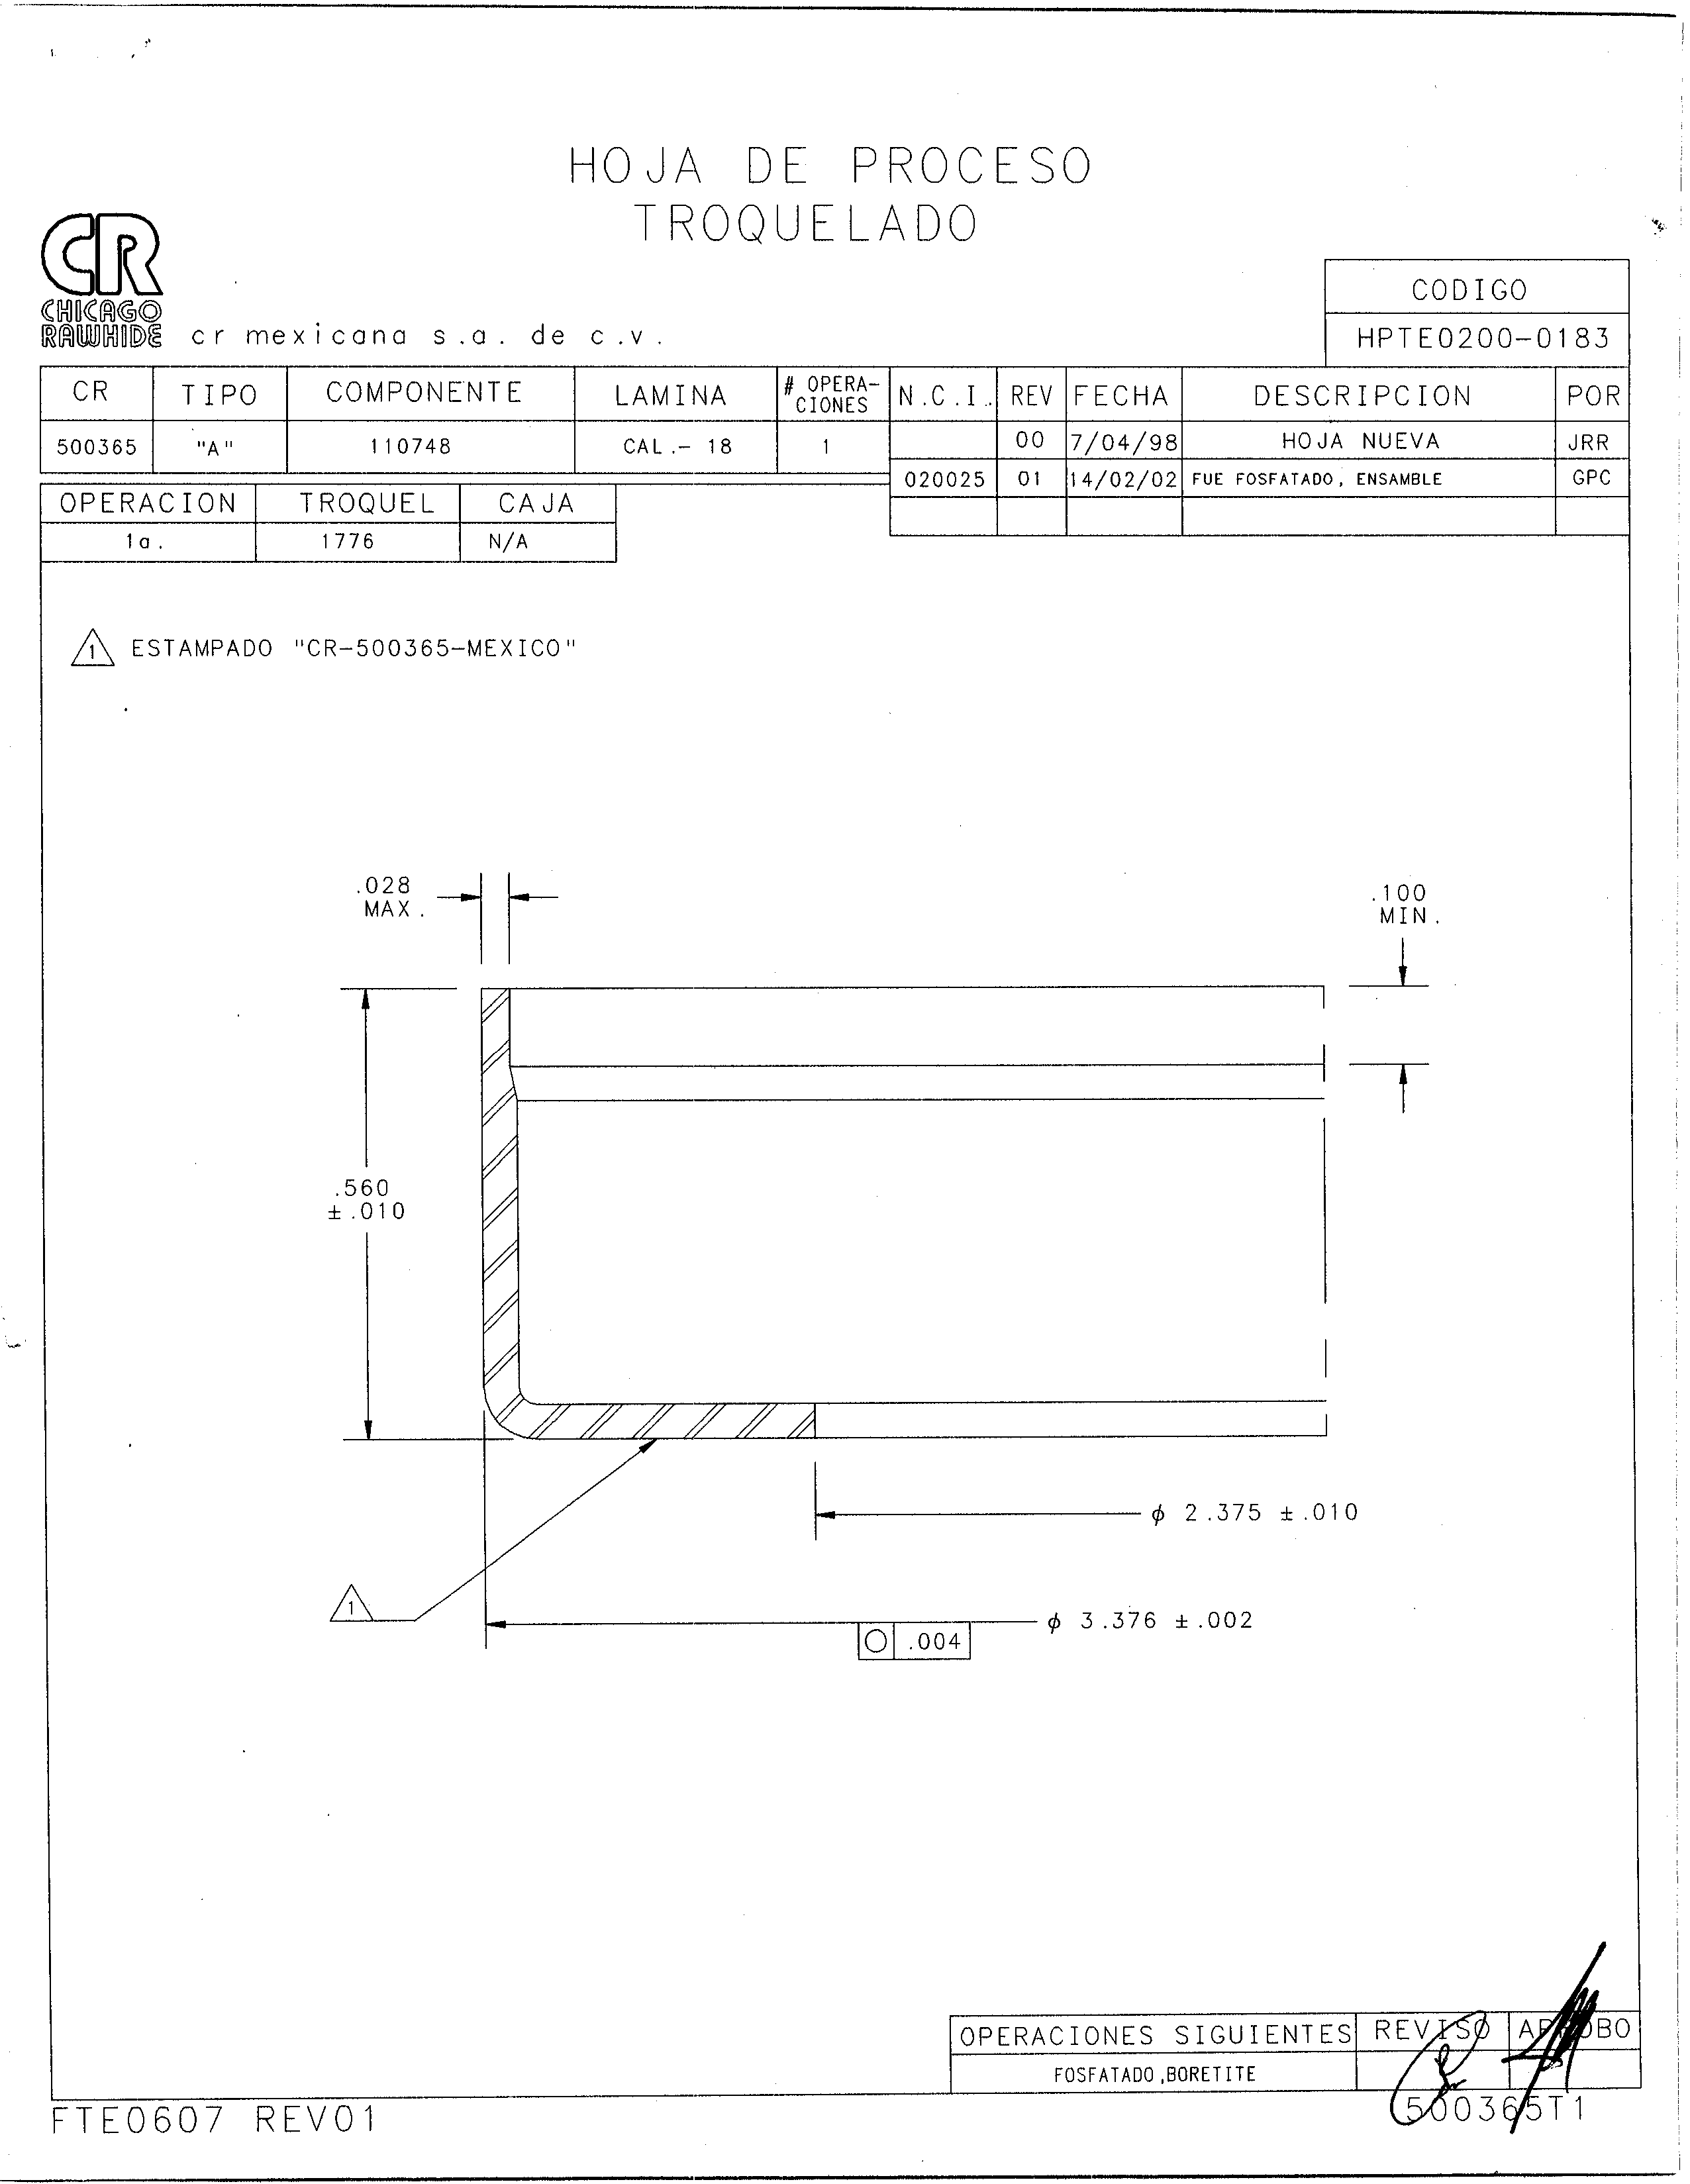 HOJA DE PROCESO
TROQUELADO
CR
CHICAGO
RAWHIDE
cr mexicana s.a. de c.v.
CODIGO
HPTE0200-0183
CR TIPO COMPONENTE LAMINA # OPERA-CIONES N.C.I. REV FECHA DESCRIPCION POR
500365 "A" 110748 CAL.- 18 1 00 7/04/98 HOJA NUEVA JRR
020025 01 14/02/02 FUE FOSFATADO, ENSAMBLE GPC
OPERACION TROQUEL CAJA
1a. 1776 N/A
1 ESTAMPADO "CR-500365-MEXICO"
.028
MAX.
.100
MIN.
.560
±.010
ϕ 2.375 ±.010
1
ϕ 3.376 ±.002
.004
OPERACIONES SIGUIENTES REVISO APROBO
FOSFATADO,BORETITE
FTE0607 REV01
500365T1